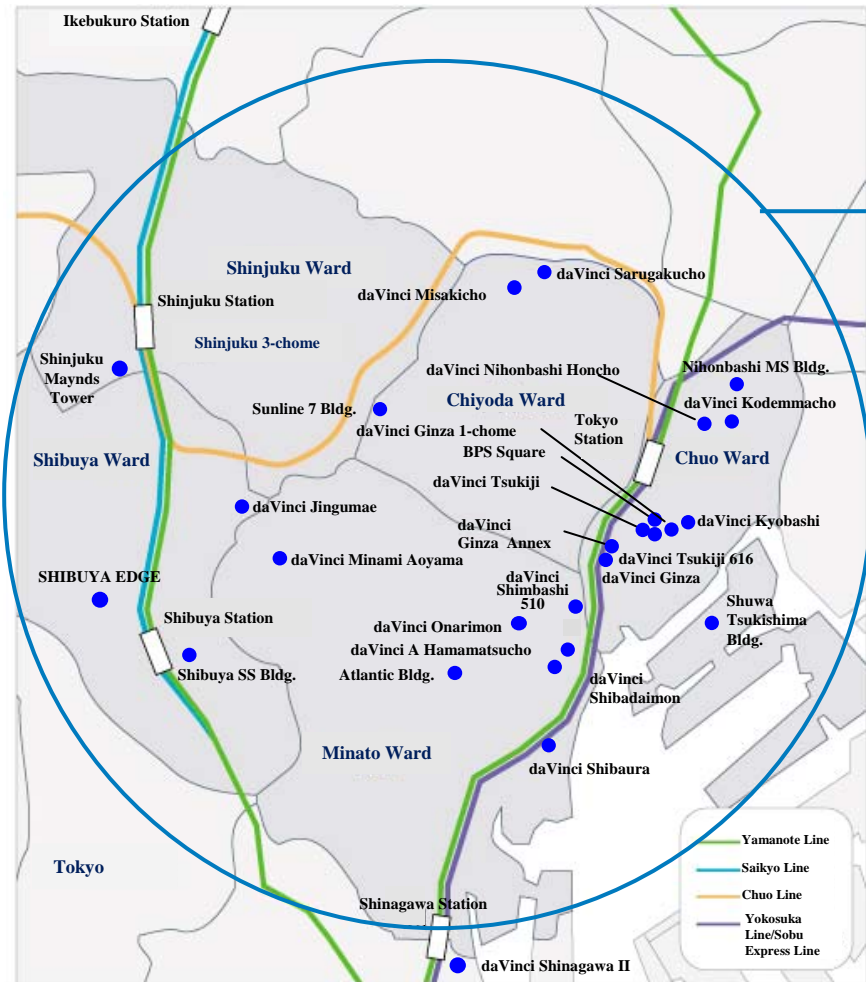 Ikebukuro Station
Shinjuku Ward
daVinci Sarugakucho
daVinci Misakicho
Shinjuku Station
Shinjuku 3-chome
Shinjuku
Maynds
Tower
daVinci Nihonbashi Honcho
Nihonbashi MS Bldg.
daVinci Kodemmacho
Chiyoda Ward
Sunline 7 Bldg.
daVinci Ginza 1-chome
Tokyo
Station
BPS Square
Shibuya Ward
Chuo Ward
daVinci Tsukiji
daVinci Jingumae
daVinci Kyobashi
daVinci
Ginza Annex
daVinci Minami Aoyama
daVinci Tsukiji 616
daVinci Ginza
SHIBUYA EDGE
daVinci
Shimbashi
510
Shuwa
Tsukishima
Bldg.
Shibuya Station
daVinci Onarimon
daVinci A Hamamatsucho
Shibuya SS Bldg.
Atlantic Bldg.
daVinci
Shibadaimon
Minato Ward
daVinci Shibaura
Tokyo
Yamanote Line
Saikyo Line
Chuo Line
Yokosuka
Line/Sobu
Express Line
Shinagawa Station
daVinci Shinagawa II